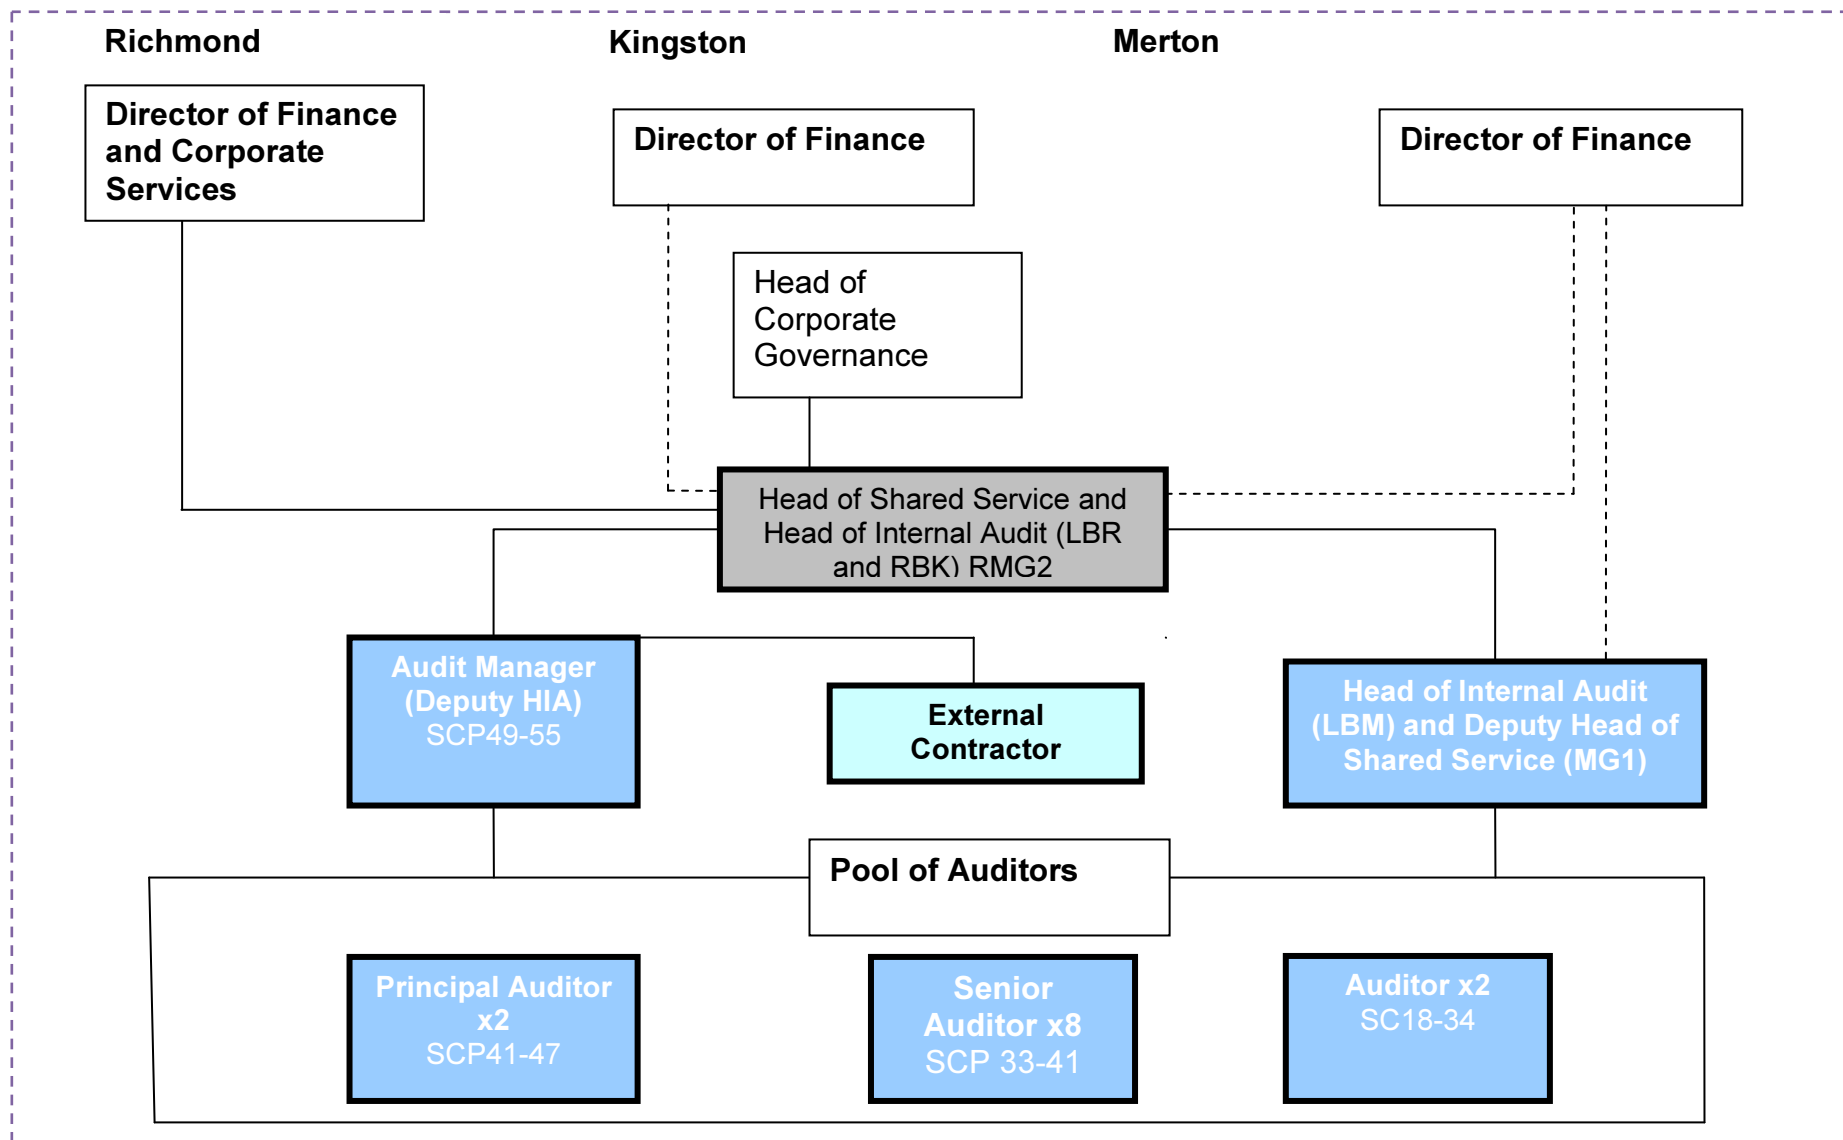 Richmond
Kingston
Merton
Director of Finance
and Corporate
Services
Director of Finance
Director of Finance
Head of
Corporate
Governance
Head of Shared Service and
Head of Internal Audit (LBR
and RBK) RMG2
Audit Manager
(Deputy HIA)
SCP49-55
External
Contractor
Head of Internal Audit
(LBM) and Deputy Head of
Shared Service (MG1)
Pool of Auditors
Principal Auditor
x2
SCP41-47
Senior
Auditor x8
SCP 33-41
Auditor x2
SC18-34